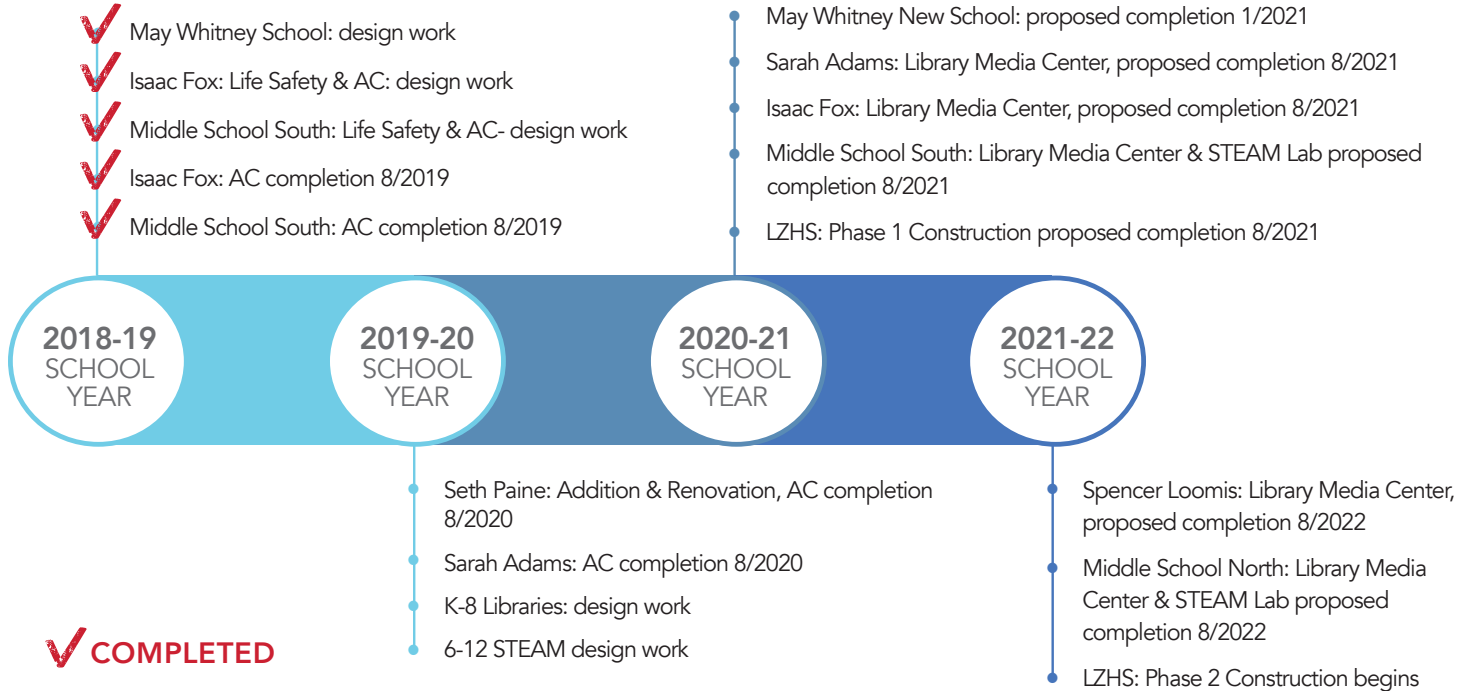 May Whitney School: design work
Isaac Fox: Life Safety & AC: design work
Middle School South: Life Safety & AC- design work
Isaac Fox: AC completion 8/2019
Middle School South: AC completion 8/2019
May Whitney New School: proposed completion 1/2021
Sarah Adams: Library Media Center, proposed completion 8/2021
Isaac Fox: Library Media Center, proposed completion 8/2021
Middle School South: Library Media Center & STEAM Lab proposed
completion 8/2021
LZHS: Phase 1 Construction proposed completion 8/2021
2018-19
SCHOOL
YEAR
2019-20
SCHOOL
YEAR
2020-21
SCHOOL
YEAR
2021-22
SCHOOL
YEAR
Seth Paine: Addition & Renovation, AC completion
8/2020
Sarah Adams: AC completion 8/2020
K-8 Libraries: design work
6-12 STEAM design work
Spencer Loomis: Library Media Center,
proposed completion 8/2022
Middle School North: Library Media
Center & STEAM Lab proposed
completion 8/2022
LZHS: Phase 2 Construction begins
COMPLETED